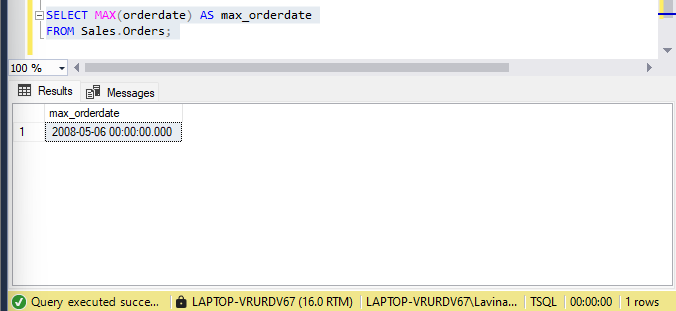 SELECT MAX(orderdate) AS max_orderdate
FROM Sales.Orders;
100 %
Results Messages
max_orderdate
1 2008-05-06 00:00:00.000
Query executed succe... LAPTOP-VRURDV67 (16.0 RTM) LAPTOP-VRURDV67\Lavina... TSQL 00:00:00 1 rows